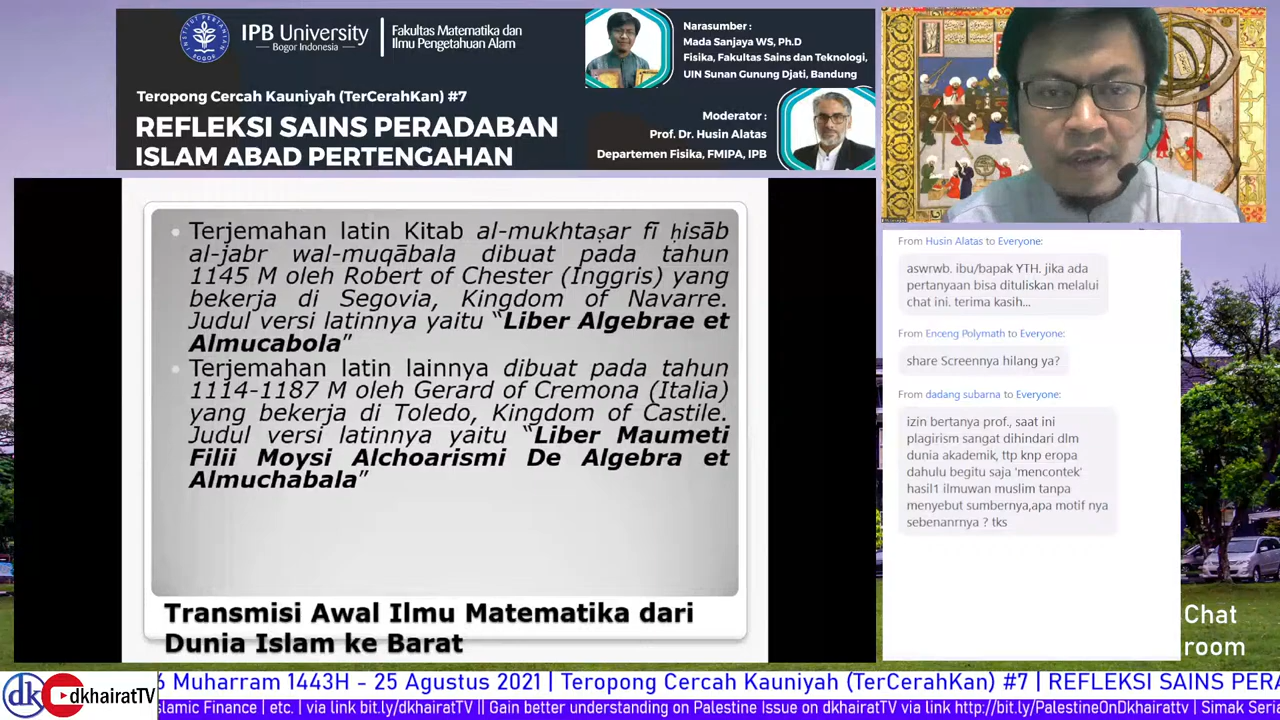 IPB University
Bogor Indonesia
Fakultas Matematika dan
Ilmu Pengetahuan Alam
Teropong Cercah Kauniyah (TerCerahKan) #7
REFLEKSI SAINS PERADABAN
ISLAM ABAD PERTENGAHAN
Narasumber :
Mada Sanjaya WS, Ph.D
Fisika, Fakultas Sains dan Teknologi,
UIN Sunan Gunung Djati, Bandung
Moderator :
Prof. Dr. Husin Alatas
Departemen Fisika, FMIPA, IPB
• Terjemahan latin Kitab al-mukhtaṣar fī ḥisāb
al-jabr wal-muqābala dibuat pada tahun
1145 M oleh Robert of Chester (Inggris) yang
bekerja di Segovia, Kingdom of Navarre.
Judul versi latinnya yaitu “Liber Algebrae et
Almucabola”
• Terjemahan latin lainnya dibuat pada tahun
1114-1187 M oleh Gerard of Cremona (Italia)
yang bekerja di Toledo, Kingdom of Castile.
Judul versi latinnya yaitu “Liber Maumeti
Filii Moysi Alchoarismi De Algebra et
Almuchabala”
Transmisi Awal Ilmu Matematika dari
Dunia Islam ke Barat
From Husin Alatas to Everyone:
aswrwb. ibu/bapak YTH. jika ada
pertanyaan bisa dituliskan melalui
chat ini. terima kasih...
From Enceng Polymath to Everyone:
share Screennya hilang ya?
From dadang subarna to Everyone:
izin bertanya prof., saat ini
plagirism sangat dihindari dlm
dunia akademik, ttp knp eropa
dahulu begitu saja 'mencontek'
hasil1 ilmuwan muslim tanpa
menyebut sumbernya,apa motif nya
sebenanrnya ? tks
Chat
room
dk
dkhairatTV
6 Muharram 1443H - 25 Agustus 2021 | Teropong Cercah Kauniyah (TerCerahKan) #7 | REFLEKSI SAINS PERA
slamic Finance | etc. | via link bit.ly/dkhairatTV || Gain better understanding on Palestine Issue on dkhairattv via link http://bit.ly/PalestineOnDkhairattv | Simak Seria